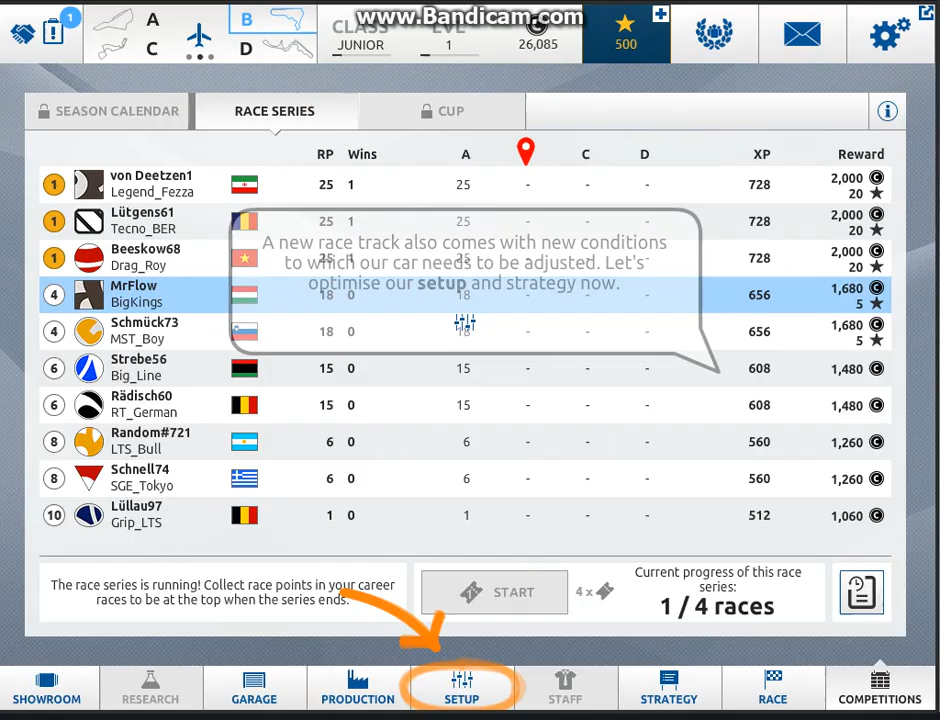 www.Bandicam.com
1
A
B
C
D
CLASS
JUNIOR
LVL
1
26,085
500
SEASON CALENDAR
RACE SERIES
CUP
RP Wins A C D XP Reward
1 von Deetzen1 25 1 25 - - - 728 2,000
Legend_Fezza 20
1 Lütgens61 25 1 25 - - - 728 2,000
Tecno_BER 20
1 Beeskow68 25 1 25 - - - 728 2,000
Drag_Roy 20
4 MrFlow 18 0 18 - - - 656 1,680
BigKings 5
4 Schmück73 18 0 18 - - - 656 1,680
MST_Boy 5
6 Strebe56 15 0 15 - - - 608 1,480
Big_Line
6 Rädisch60 15 0 15 - - - 608 1,480
RT_German
8 Random#721 6 0 6 - - - 560 1,260
LTS_Bull
8 Schnell74 6 0 6 - - - 560 1,260
SGE_Tokyo
10 Lüllau97 1 0 1 - - - 512 1,060
Grip_LTS
A new race track also comes with new conditions
to which our car needs to be adjusted. Let's
optimise our setup and strategy now.
The race series is running! Collect race points in your career
races to be at the top when the series ends.
START
4 x
Current progress of this race
series:
1 / 4 races
SHOWROOM
RESEARCH
GARAGE
PRODUCTION
SETUP
STAFF
STRATEGY
RACE
COMPETITIONS